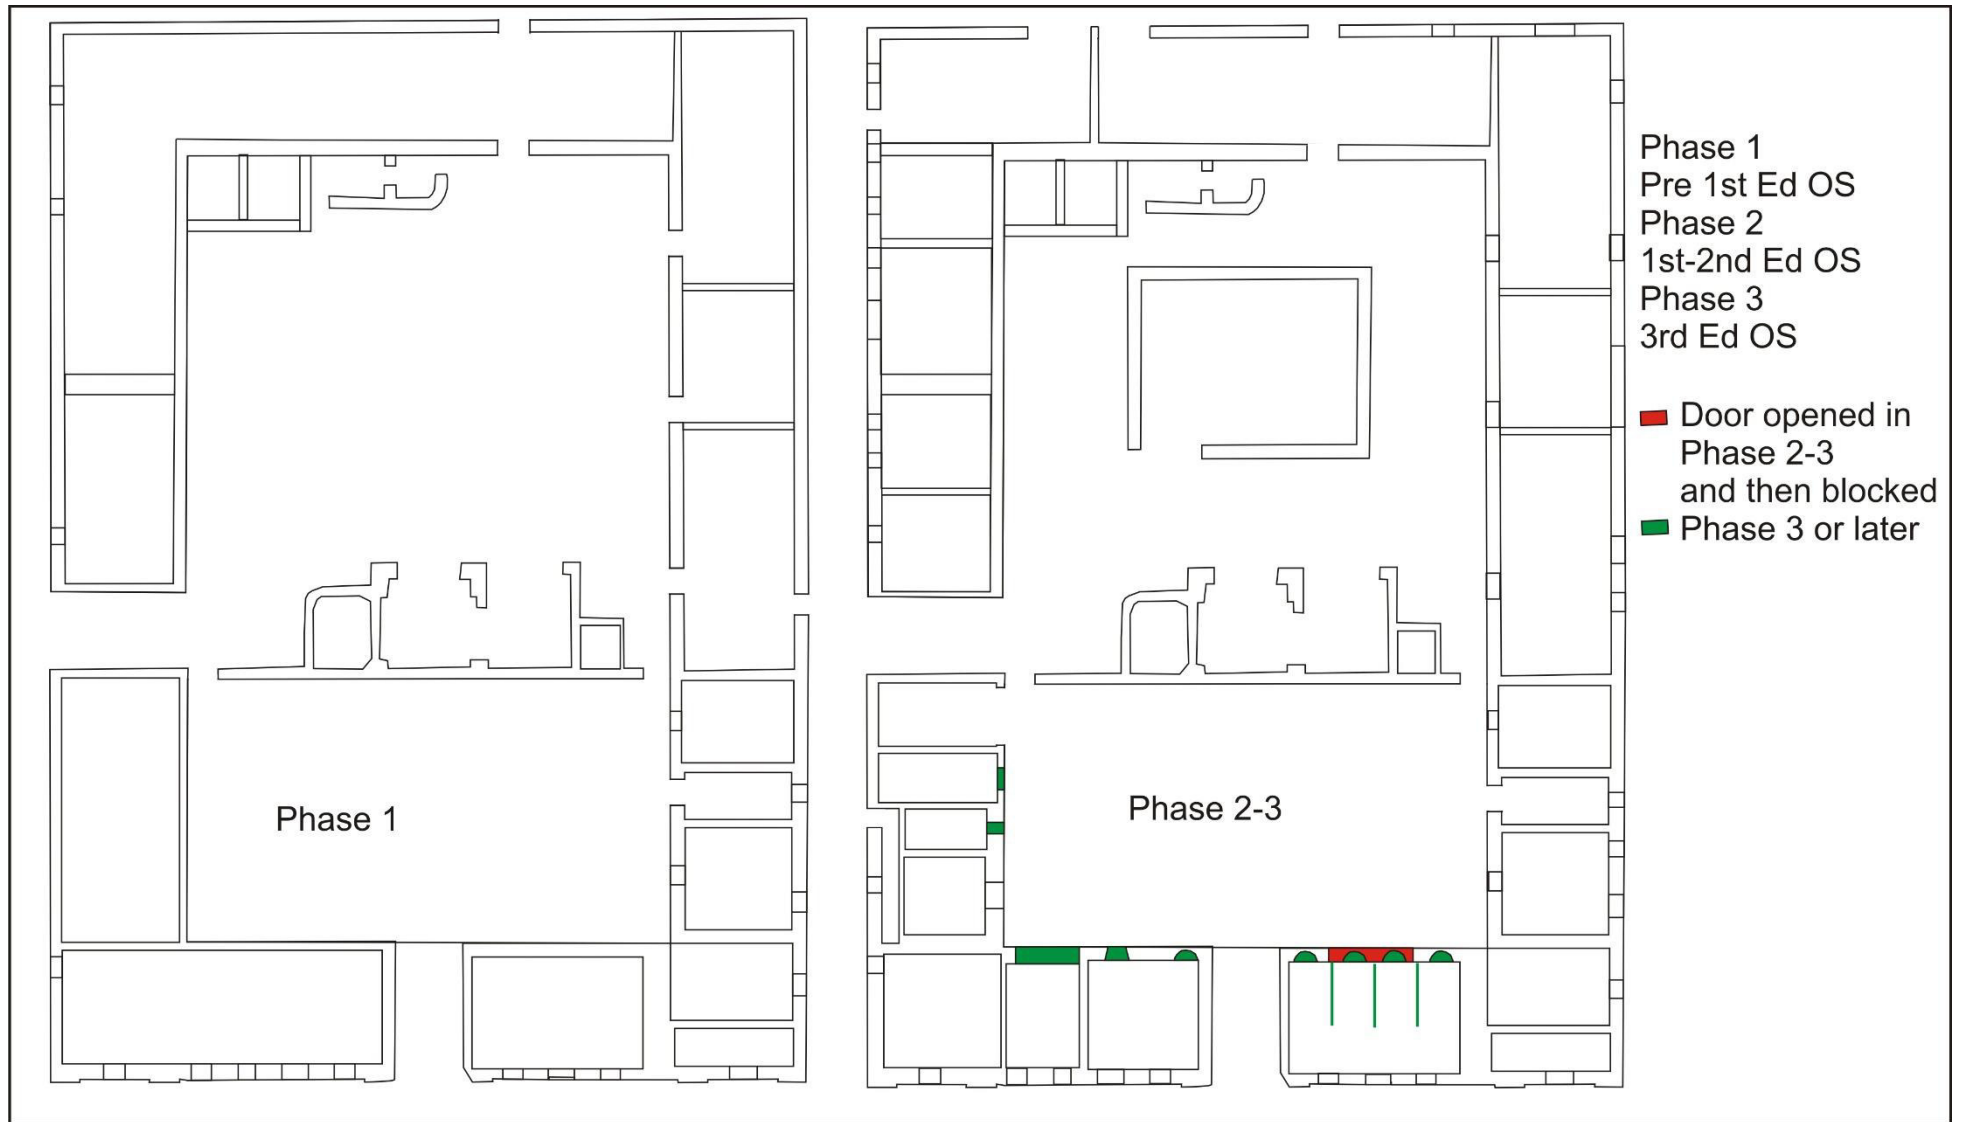 Phase 1
Phase 2-3
Phase 1
Pre 1st Ed OS
Phase 2
1st-2nd Ed OS
Phase 3
3rd Ed OS
Door opened in
Phase 2-3
and then blocked
Phase 3 or later